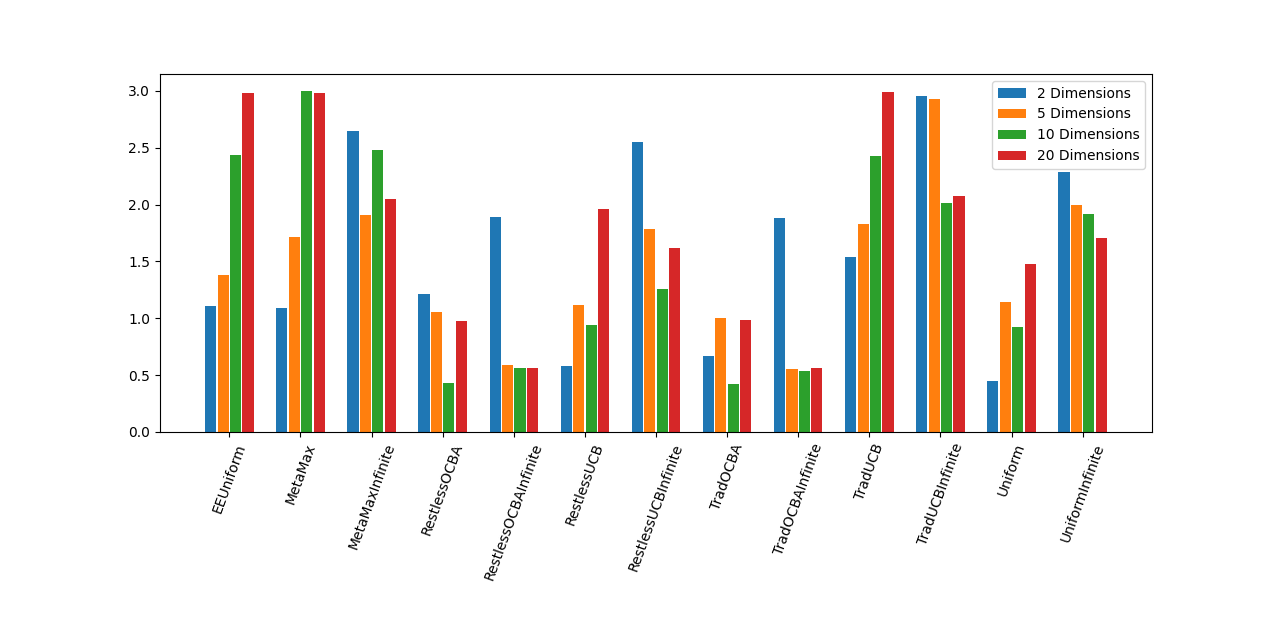 3.0
2.5
2.0
1.5
1.0
0.5
0.0
2 Dimensions
5 Dimensions
10 Dimensions
20 Dimensions
EEUniform
MetaMax
MetaMaxInfinite
RestlessOCBA
RestlessOCBAInfinite
RestlessUCB
RestlessUCBInfinite
TradOCBA
TradOCBAInfinite
TradUCB
TradUCBInfinite
Uniform
UniformInfinite